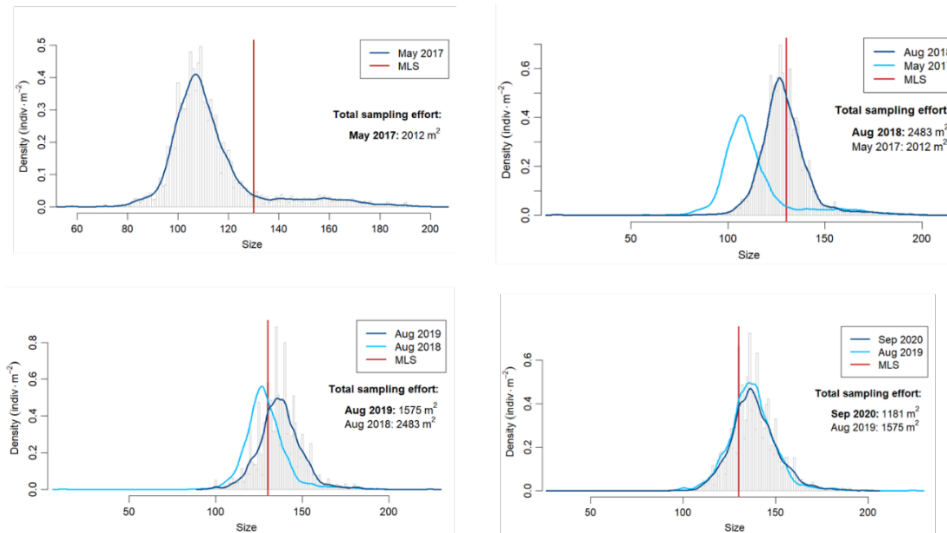 May 2017
MLS
Total sampling effort:
May 2017: 2012 m²
Density (indiv·m⁻²)
0.0 0.1 0.2 0.3 0.4 0.5
60 80 100 120 140 160 180 200
Size
Aug 2018
May 2017
MLS
Total sampling effort:
Aug 2018: 2483 m²
May 2017: 2012 m²
Density (indiv·m⁻²)
0.0 0.2 0.4 0.6
50 100 150 200
Size
Aug 2019
Aug 2018
MLS
Total sampling effort:
Aug 2019: 1575 m²
Aug 2018: 2483 m²
Density (indiv·m⁻²)
0.0 0.2 0.4 0.6 0.8
50 100 150 200
Size
Sep 2020
Aug 2019
MLS
Total sampling effort:
Sep 2020: 1181 m²
Aug 2019: 1575 m²
Density (indiv·m⁻²)
0.0 0.2 0.4 0.6
50 100 150 200
Size